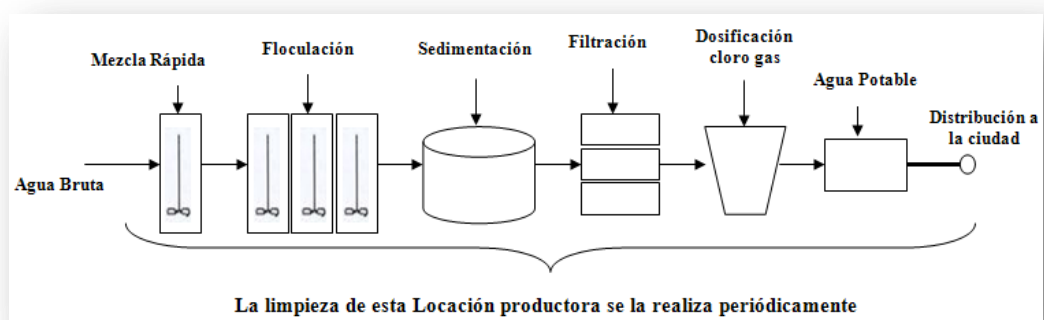 Mezcla Rápida
Floculación
Sedimentación
Filtración
Dosificación
cloro gas
Agua Potable
Distribución a
la ciudad
Agua Bruta
La limpieza de esta Locación productora se la realiza periódicamente